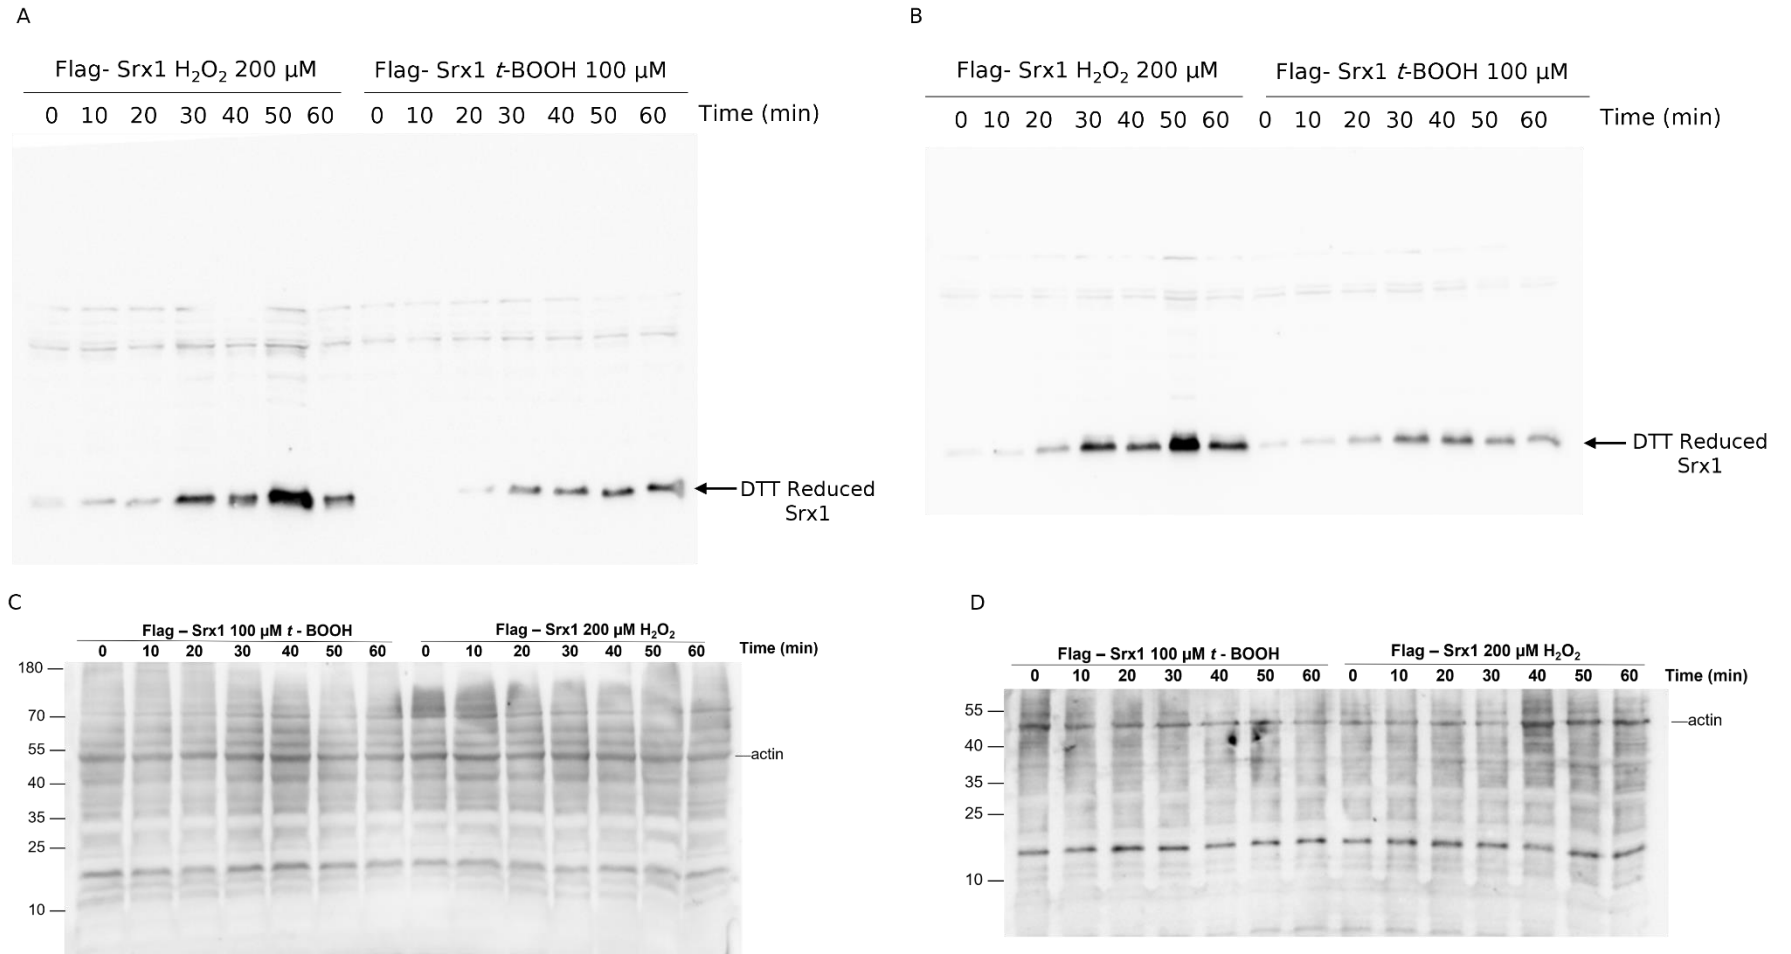 A
Flag- Srx1 H₂O₂ 200 µM
Flag- Srx1 t-BOOH 100 µM
0 10 20 30 40 50 60 0 10 20 30 40 50 60 Time (min)
DTT Reduced
Srx1
B
Flag- Srx1 H₂O₂ 200 µM
Flag- Srx1 t-BOOH 100 µM
0 10 20 30 40 50 60 0 10 20 30 40 50 60 Time (min)
DTT Reduced
Srx1
C
Flag – Srx1 100 µM t - BOOH
Flag – Srx1 200 µM H₂O₂
0 10 20 30 40 50 60 0 10 20 30 40 50 60 Time (min)
180
70
55
actin
40
35
25
10
D
Flag – Srx1 100 µM t - BOOH
Flag – Srx1 200 µM H₂O₂
0 10 20 30 40 50 60 0 10 20 30 40 50 60 Time (min)
55
actin
40
35
25
10